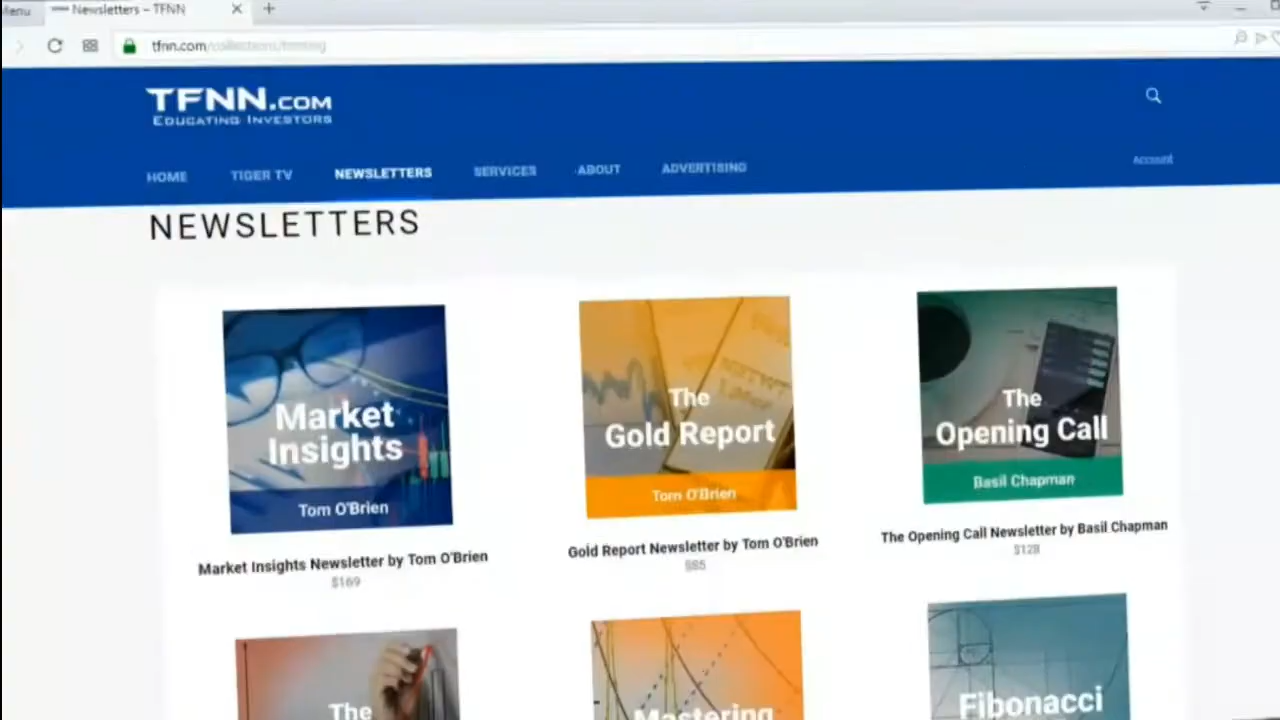 Menu
Newsletters – TFNN
tfnn.com/collections/
TFNN.COM
EDUCATING INVESTORS
HOME TIGER TV NEWSLETTERS SERVICES ABOUT ADVERTISING
Account
NEWSLETTERS
Market
Insights
Tom O'Brien
Market Insights Newsletter by Tom O'Brien
$169
The
Gold Report
Tom O'Brien
Gold Report Newsletter by Tom O'Brien
The
Opening Call
Basil Chapman
The Opening Call Newsletter by Basil Chapman
$128
The
Mastering
Fibonacci